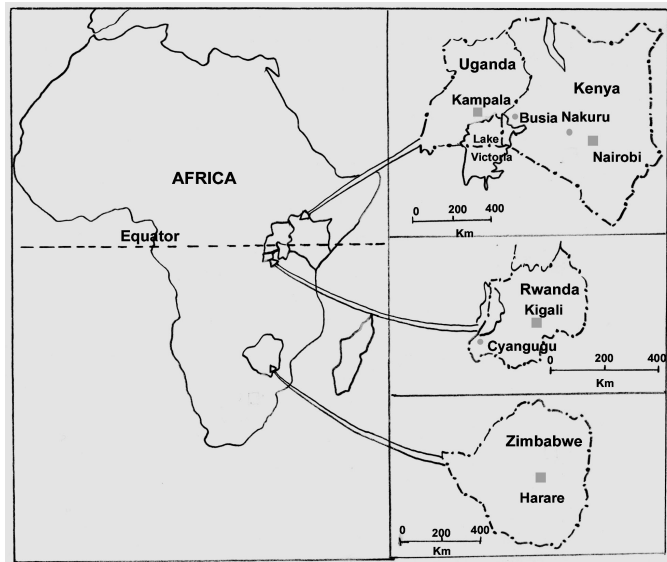 AFRICA
Equator
Uganda
Kenya
Kampala
Busia Nakuru
Lake
Victoria
Nairobi
0 200 400
Km
Rwanda
Kigali
Cyangugu
0 200 400
Km
Zimbabwe
Harare
0 200 400
Km